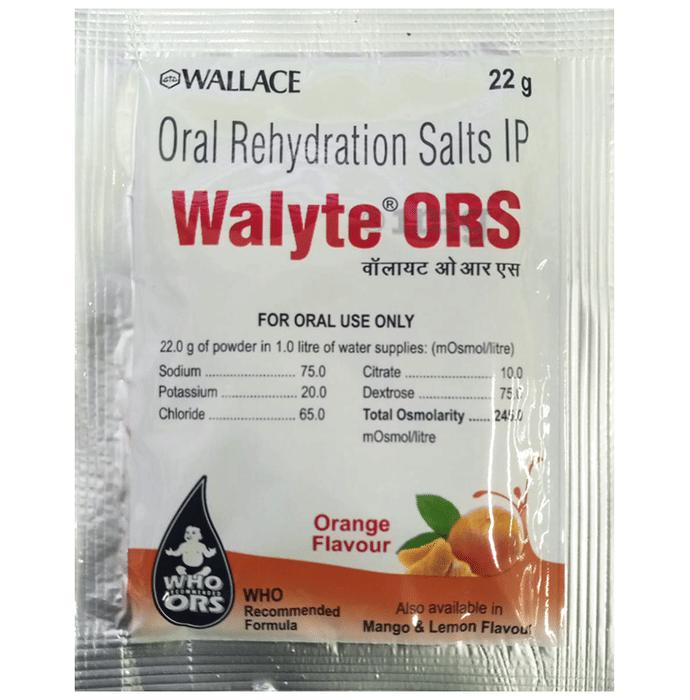 WALLACE 22 g
Oral Rehydration Salts IP
Walyte® ORS
वॉलायट ओ आर एस
FOR ORAL USE ONLY
22.0 g of powder in 1.0 litre of water supplies: (mOsmol/litre)
Sodium ........................ 75.0 Citrate ......................... 10.0
Potassium .................... 20.0 Dextrose ..................... 75.0
Chloride ...................... 65.0 Total Osmolarity ...... 245.0
mOsmol/litre
Orange
Flavour
WHO
RECOMMENDED
ORS
WHO
Recommended
Formula
Also available in
Mango & Lemon Flavour